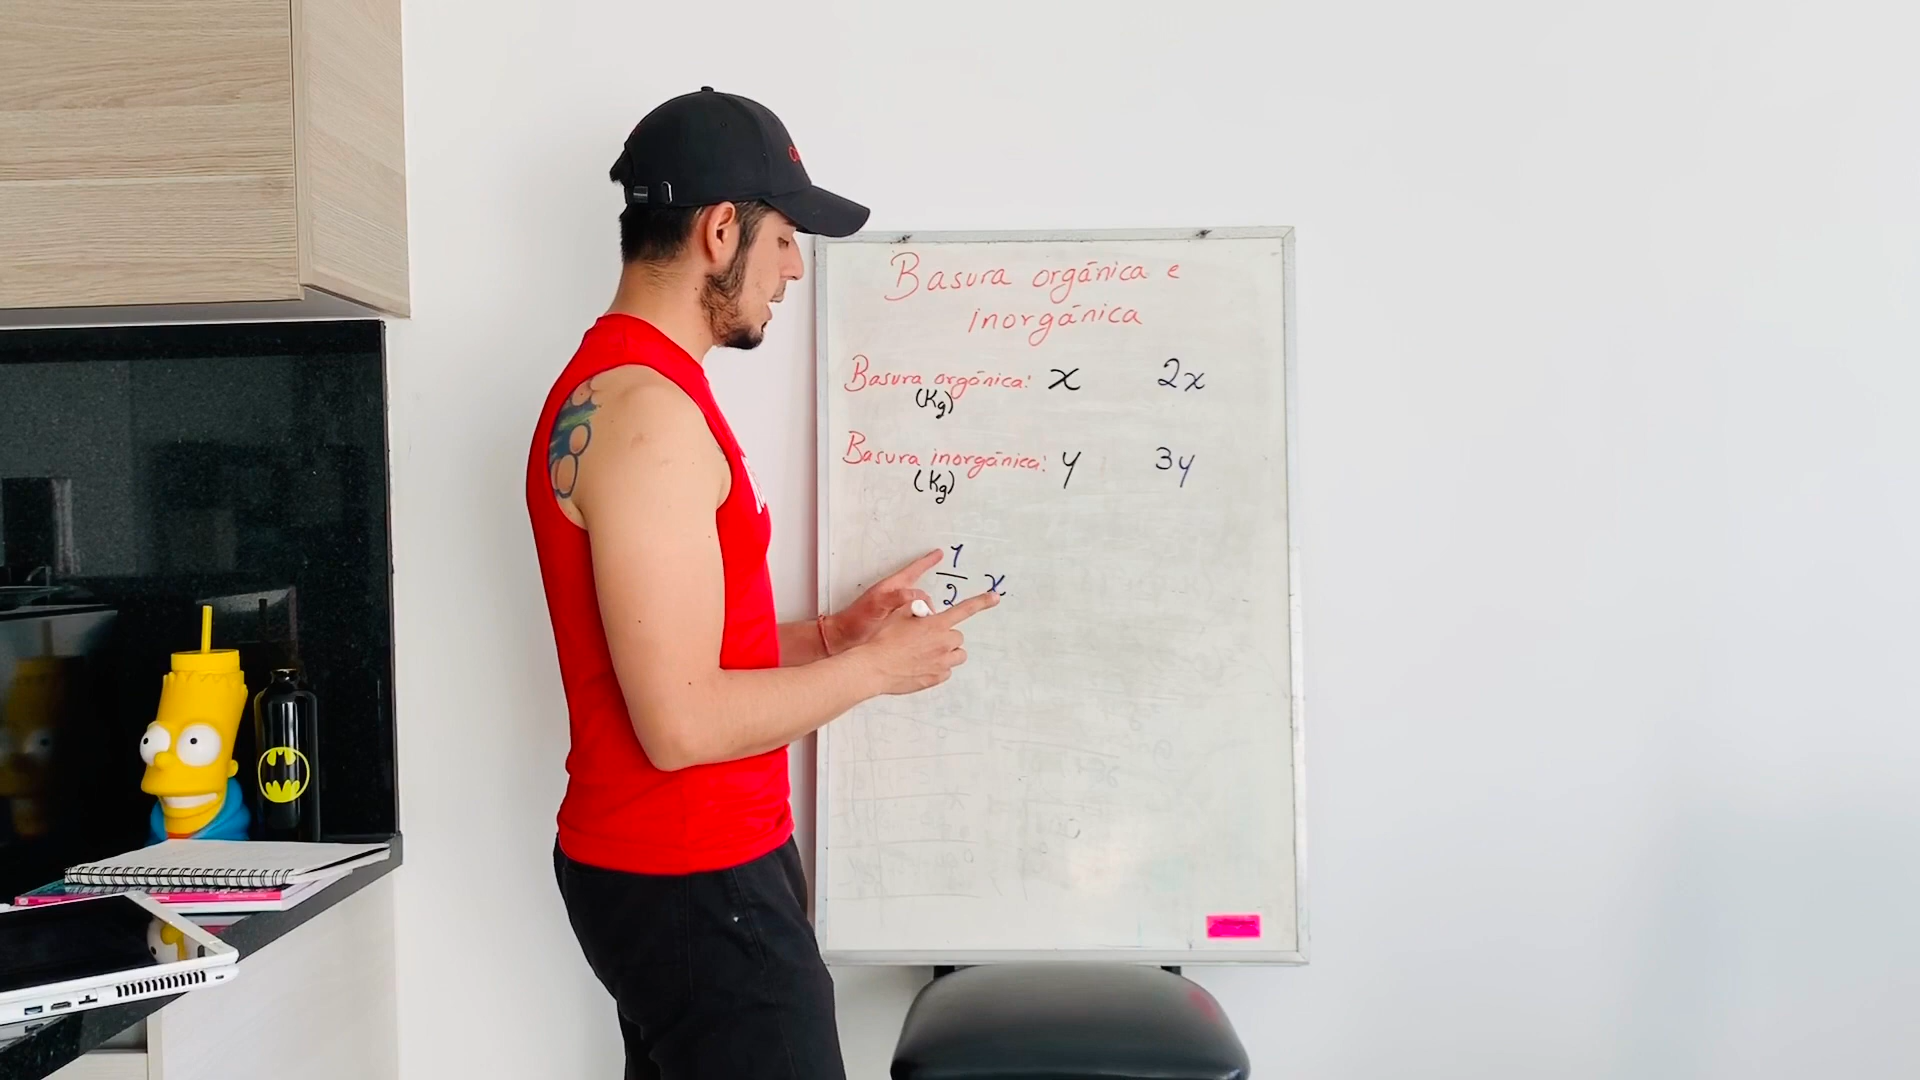 Basura orgánica e
inorgánica
Basura orgánica: x 2x
(Kg)
Basura inorgánica: y 3y
(Kg)
1
2 x